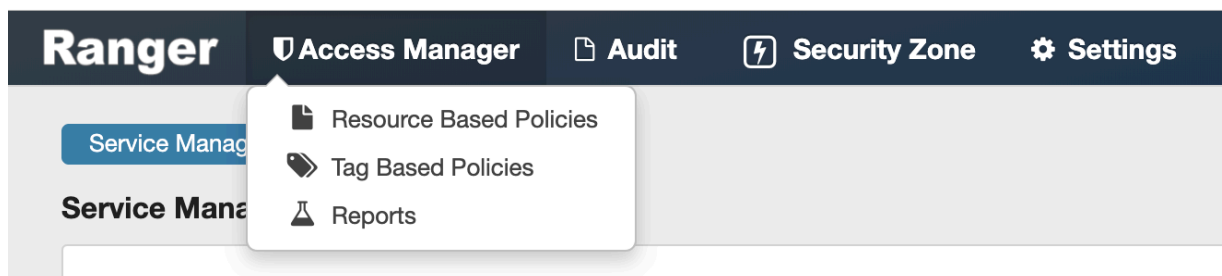 Ranger Access Manager Audit Security Zone Settings
Resource Based Policies
Service Manag
Tag Based Policies
Service Mana
Reports